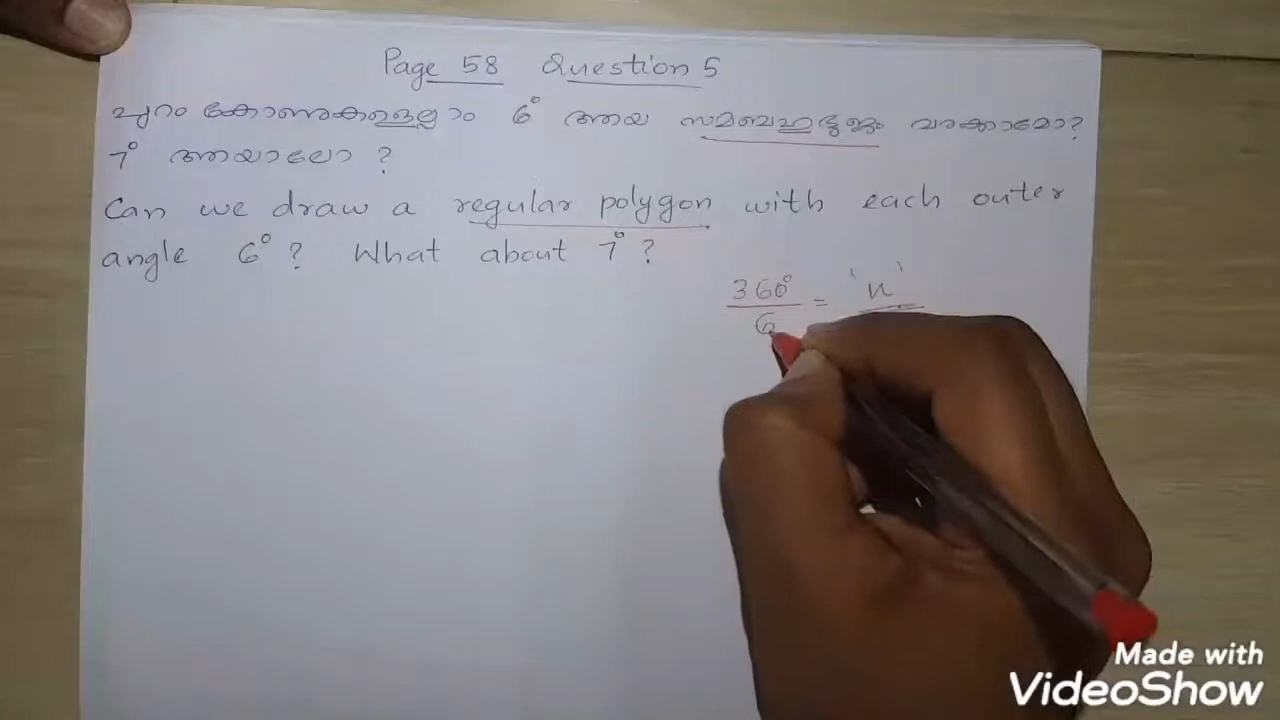 Page 58 Question 5
പുറം കോണുകളെല്ലാം 6° ആയ സമബഹുഭുജം വരക്കാമോ?
7° ആയാലോ ?
Can we draw a regular polygon with each outer
angle 6° ? What about 7° ?
360° / 6 = 'n'
Made with
VideoShow